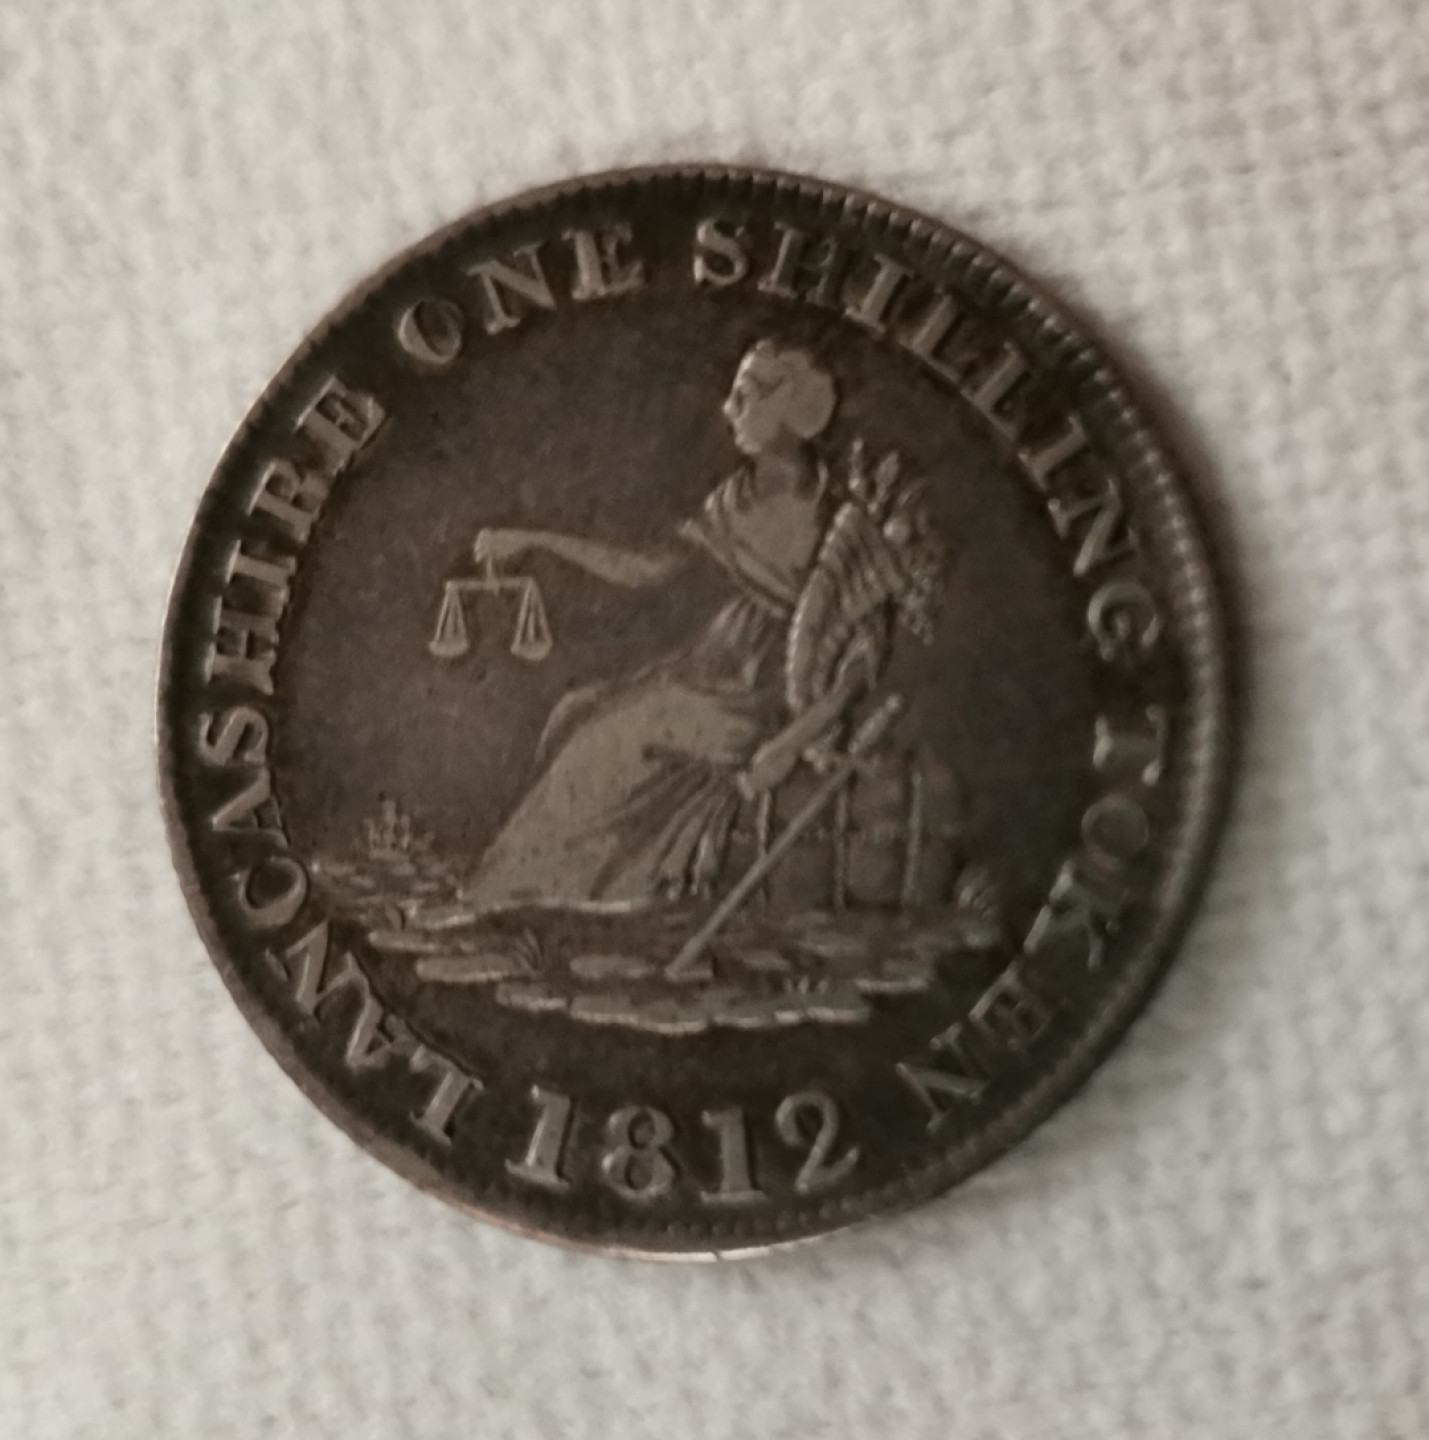 LANCASHIRE ONE SHILLING TOKEN
1812